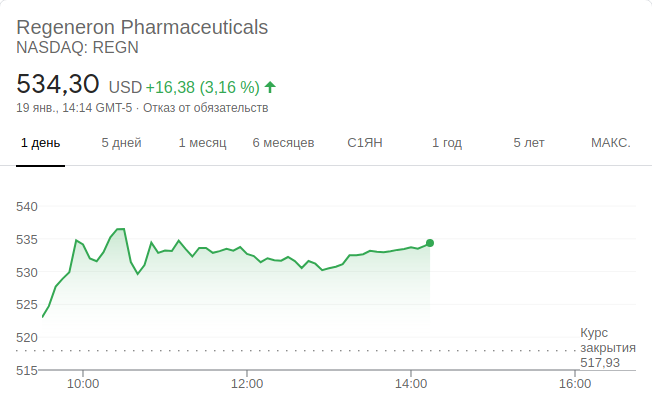 Regeneron Pharmaceuticals
NASDAQ: REGN
534,30 USD +16,38 (3,16 %)
19 янв., 14:14 GMT-5 · Отказ от обязательств
1 день 5 дней 1 месяц 6 месяцев С1ЯН 1 год 5 лет МАКС.
540
535
530
525
520
Курс
закрытия
517,93
515
10:00 12:00 14:00 16:00